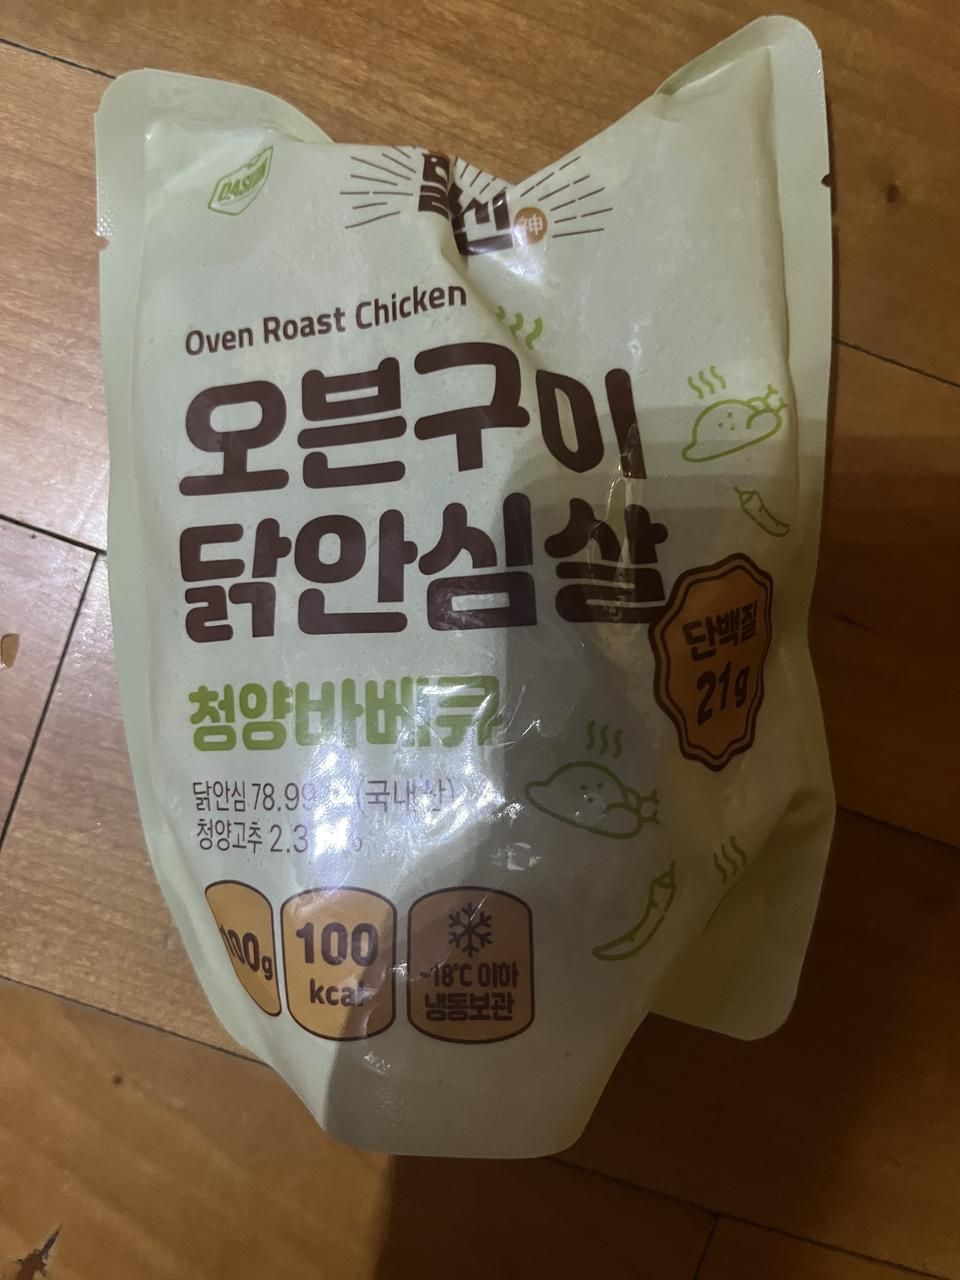 DASHIN
神
Oven Roast Chicken
오븐구이
닭안심살
단백질
21g
청양바베큐
닭안심 (국내산)
청양고추
100g
100
kcal
-18℃ 이하
냉동보관